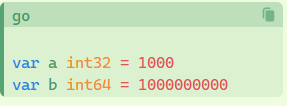 go
var a int32 = 1000
var b int64 = 1000000000